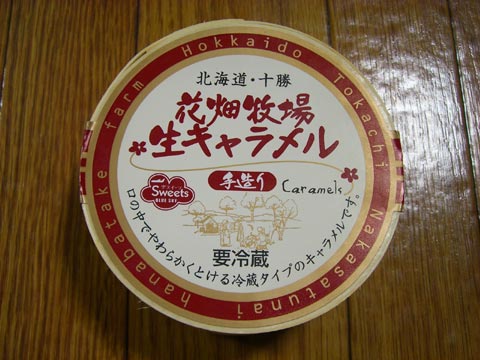 Hokkaido Tokachi Nakasatsunai hanabatake farm
北海道・十勝
花畑牧場
生キャラメル
手造り
Caramels
Sweets
BLUE SKY
要冷蔵
口の中でやわらかくとける冷蔵タイプのキャラメルです。